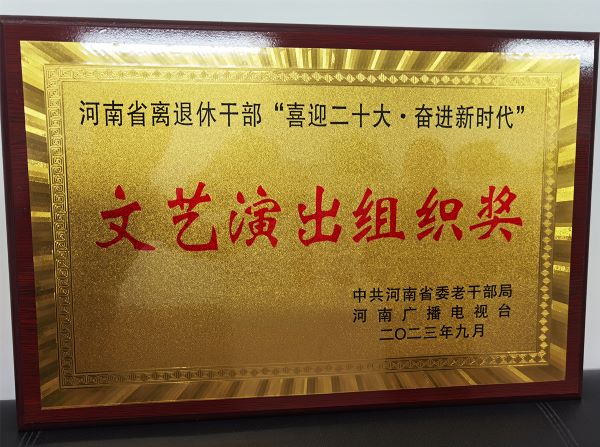 河南省离退休干部“喜迎二十大·奋进新时代”
文艺演出组织奖
中共河南省委老干部局
河南广播电视台
二〇二三年九月